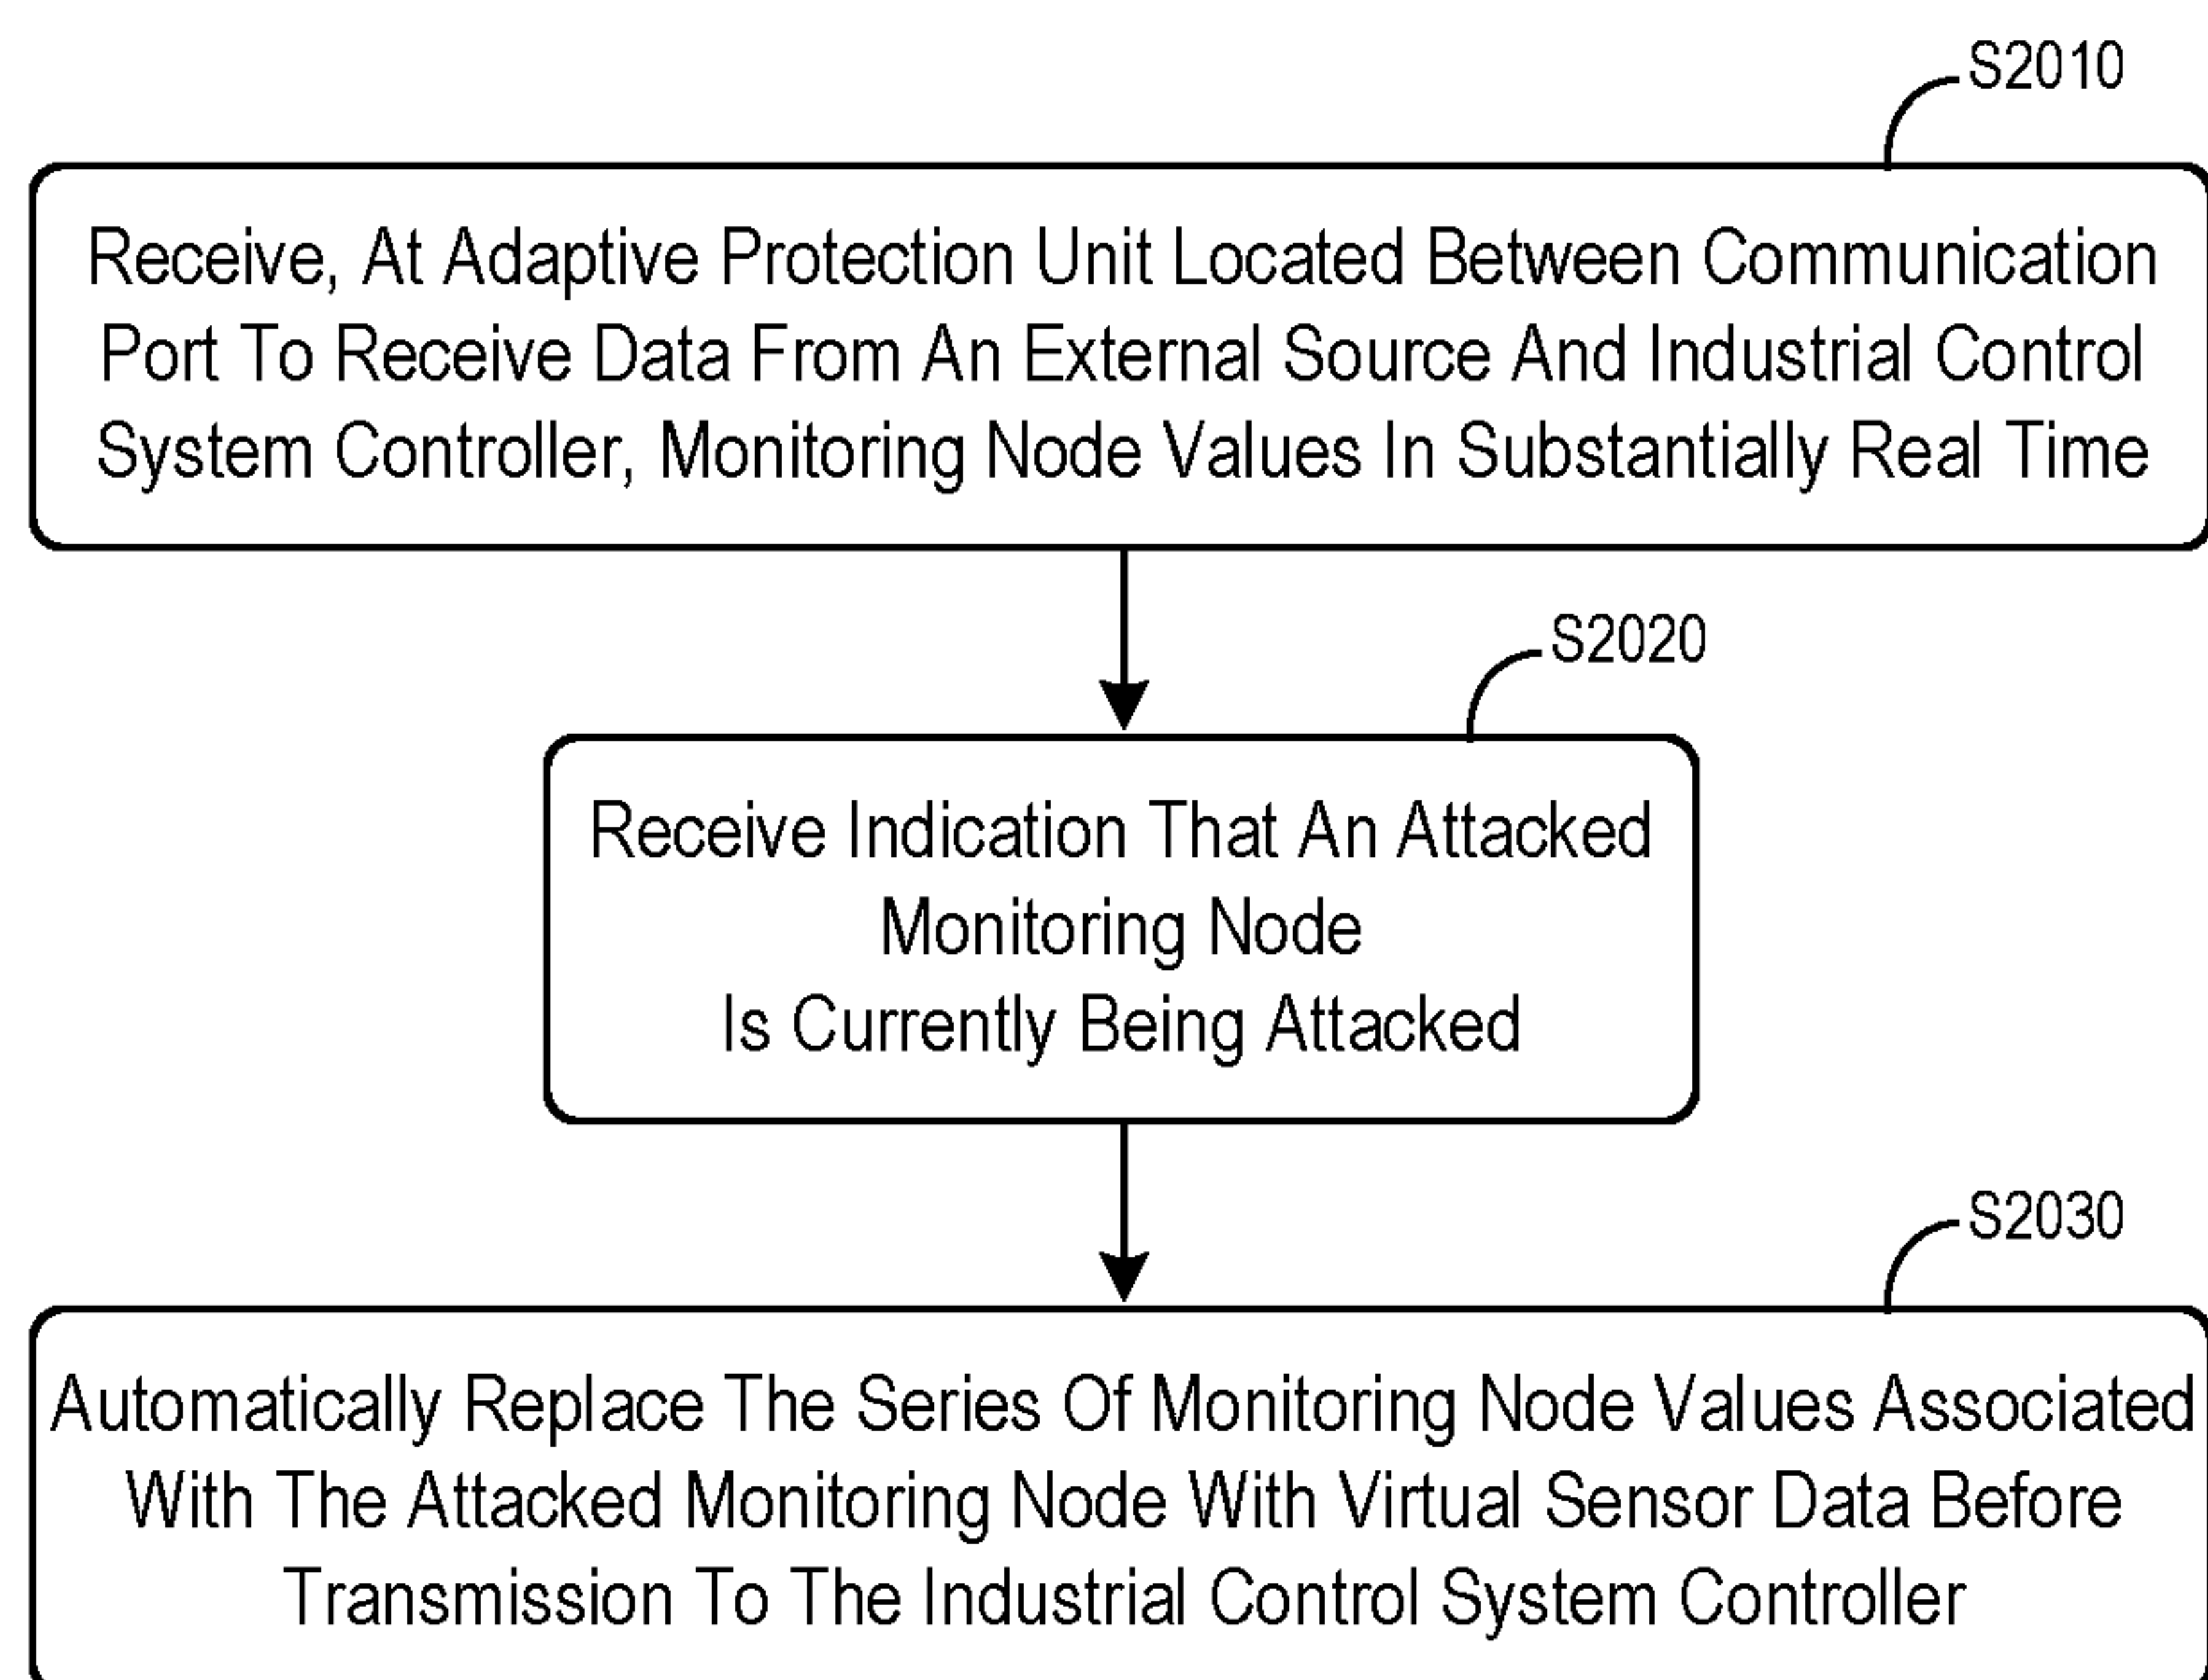 S2010
Receive, At Adaptive Protection Unit Located Between Communication
Port To Receive Data From An External Source And Industrial Control
System Controller, Monitoring Node Values In Substantially Real Time
S2020
Receive Indication That An Attacked
Monitoring Node
Is Currently Being Attacked
S2030
Automatically Replace The Series Of Monitoring Node Values Associated
With The Attacked Monitoring Node With Virtual Sensor Data Before
Transmission To The Industrial Control System Controller